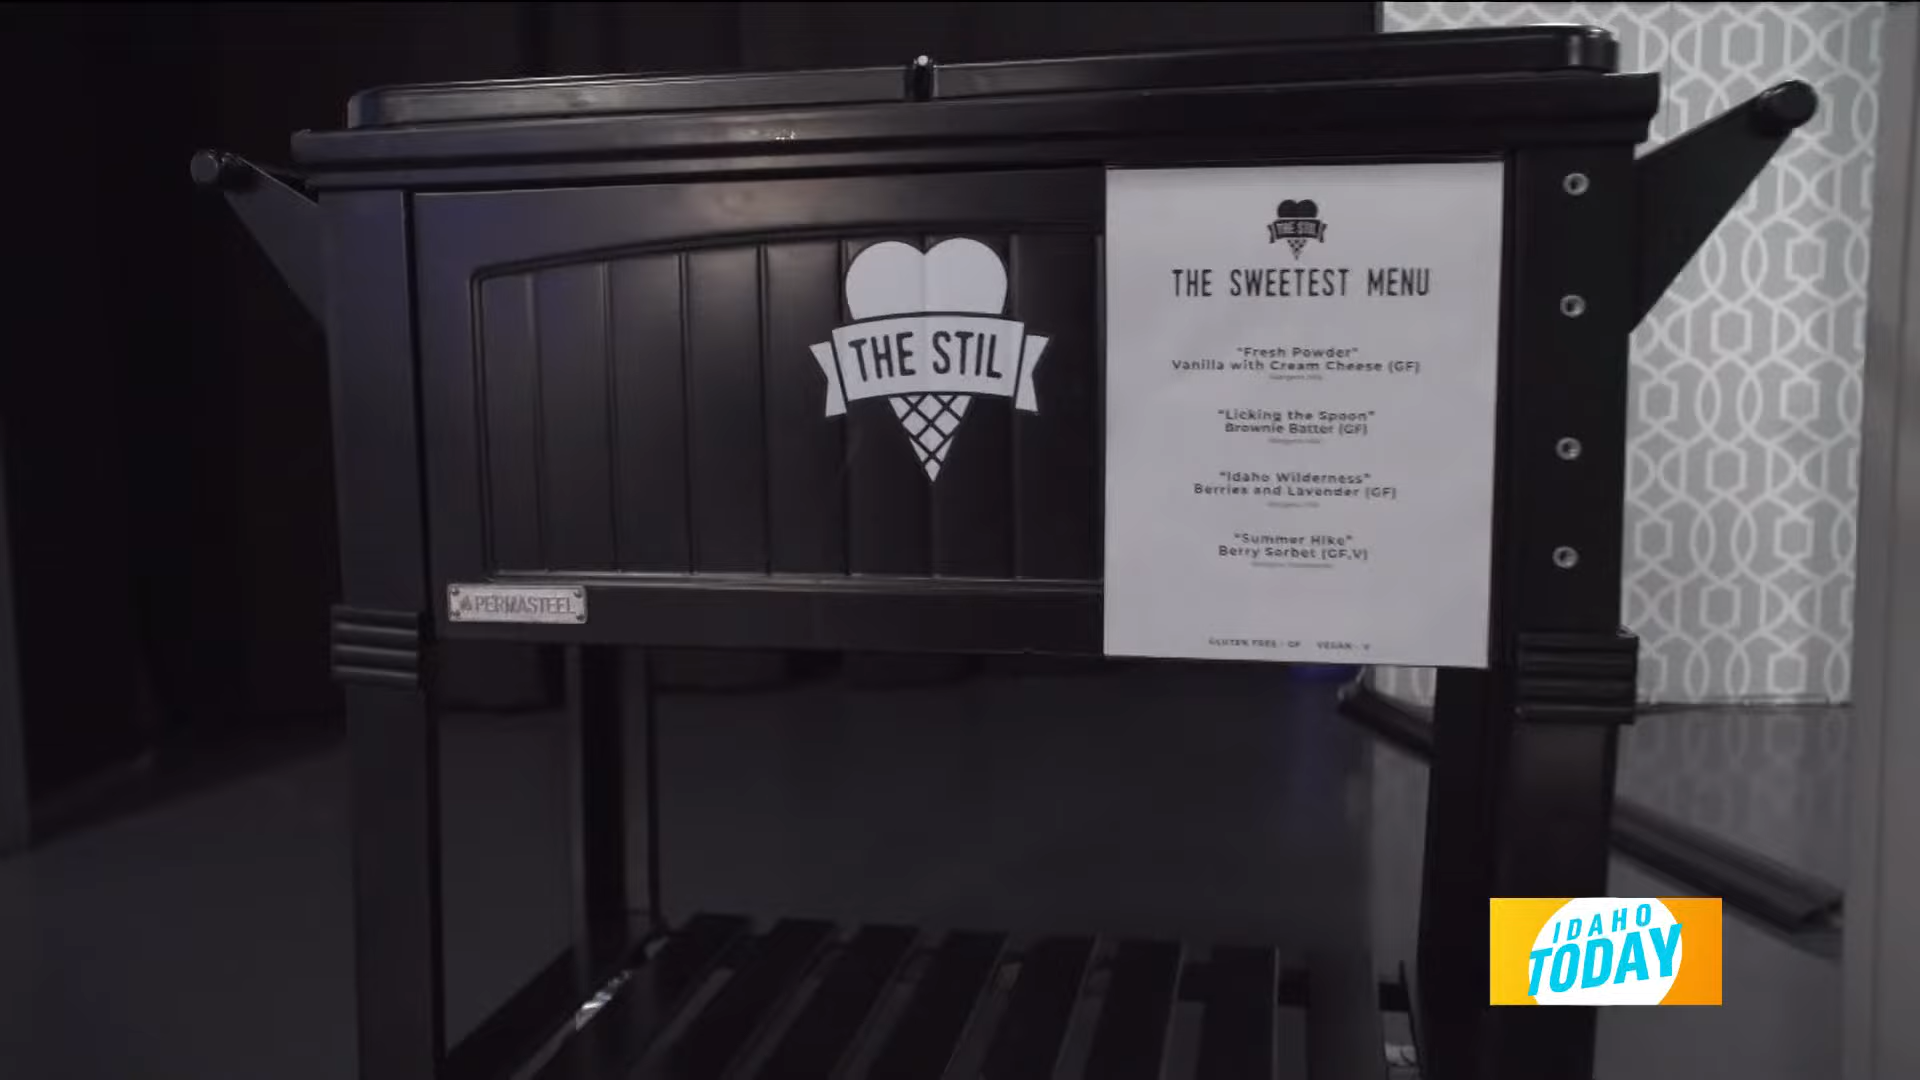 THE STIL
PERMASTEEL
THE STIL
THE SWEETEST MENU
"Fresh Powder"
Vanilla with Cream Cheese (GF)
"Licking the Spoon"
Brownie Batter (GF)
"Idaho Wilderness"
Berries and Lavender (GF)
"Summer Hike"
Berry Sorbet (GF,V)
GLUTEN FREE - GF VEGAN - V
IDAHO
TODAY